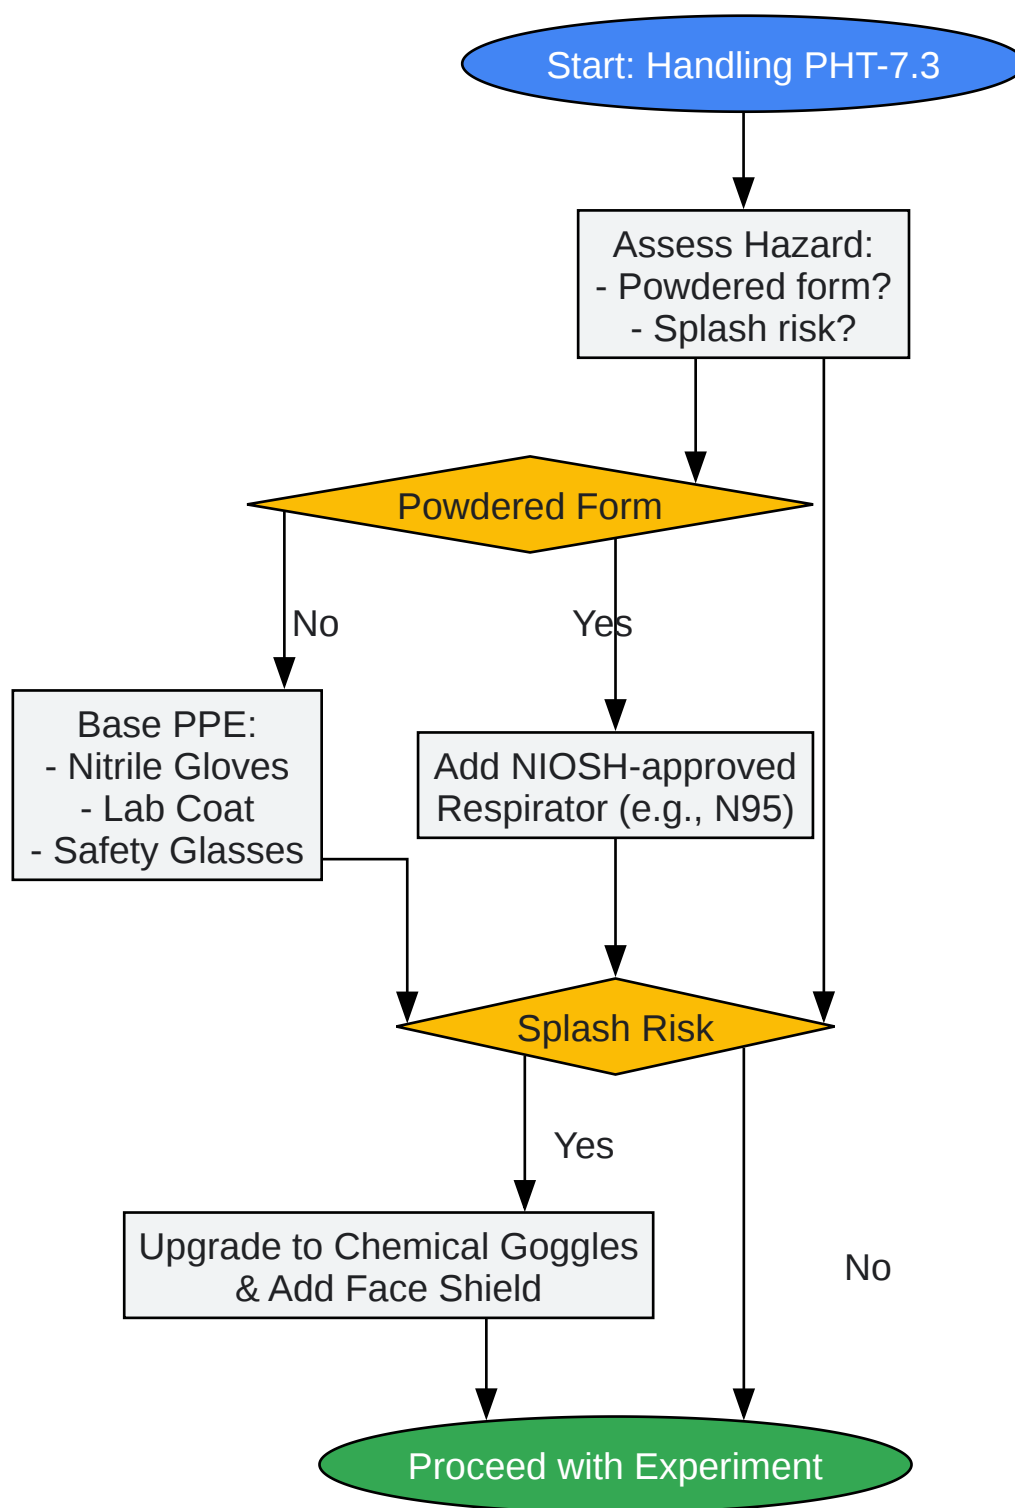 Start: Handling PHT-7.3
Assess Hazard:
- Powdered form?
- Splash risk?
Powdered Form
No
Yes
Base PPE:
- Nitrile Gloves
- Lab Coat
- Safety Glasses
Add NIOSH-approved
Respirator (e.g., N95)
Splash Risk
Yes
Upgrade to Chemical Goggles
& Add Face Shield
No
Proceed with Experiment